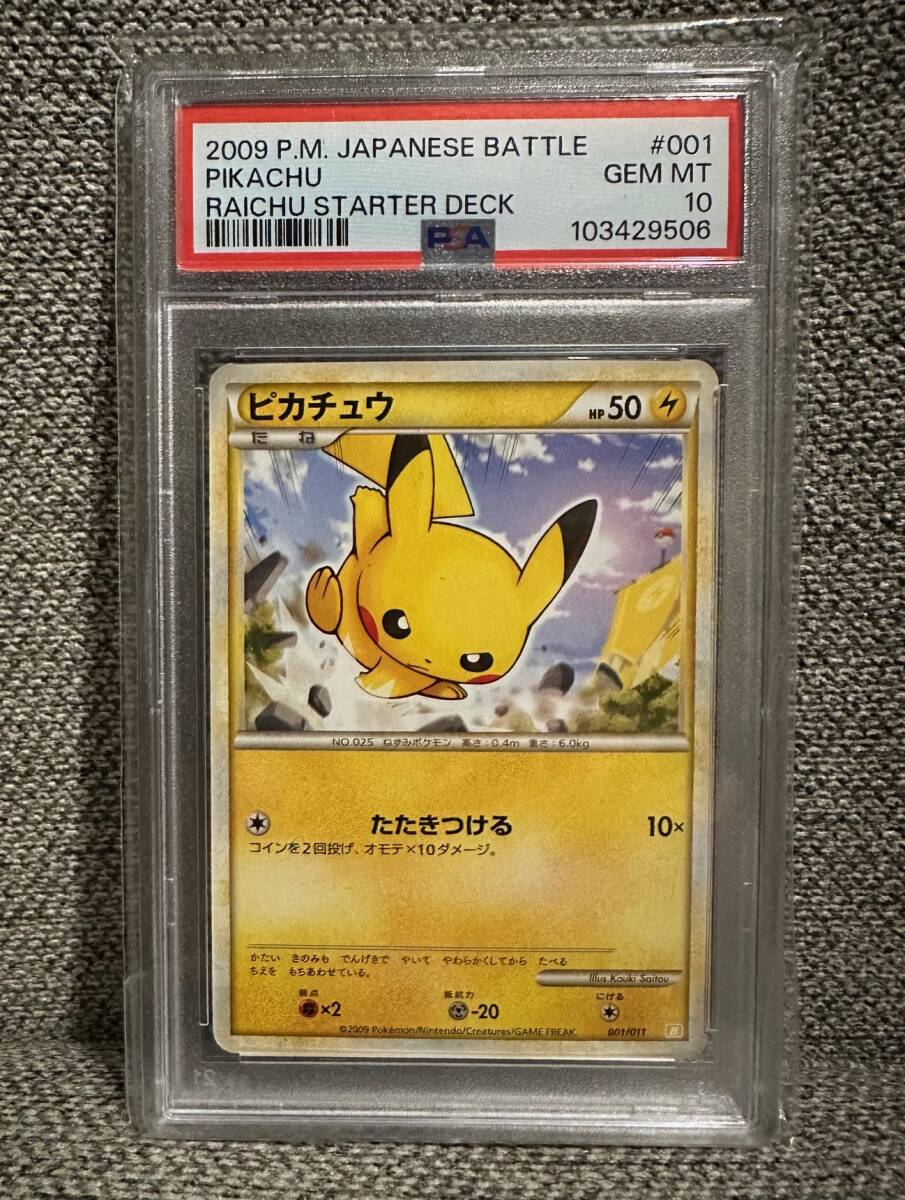 2009 P.M. JAPANESE BATTLE #001
PIKACHU GEM MT
RAICHU STARTER DECK 10
PSA 103429506
ピカチュウ HP50
たね
NO.025 ねずみポケモン 高さ:0.4m 重さ:6.0kg
たたきつける 10×
コインを2回投げ、オモテ×10ダメージ。
かたい きのみも でんげきで やいて やわらかくしてから たべる
ちえを もちあわせている。
Illus.Kouki Saitou
弱点 抵抗力 にげる
×2 -20
©2009 Pokémon/Nintendo/Creatures/GAME FREAK. 001/011 B